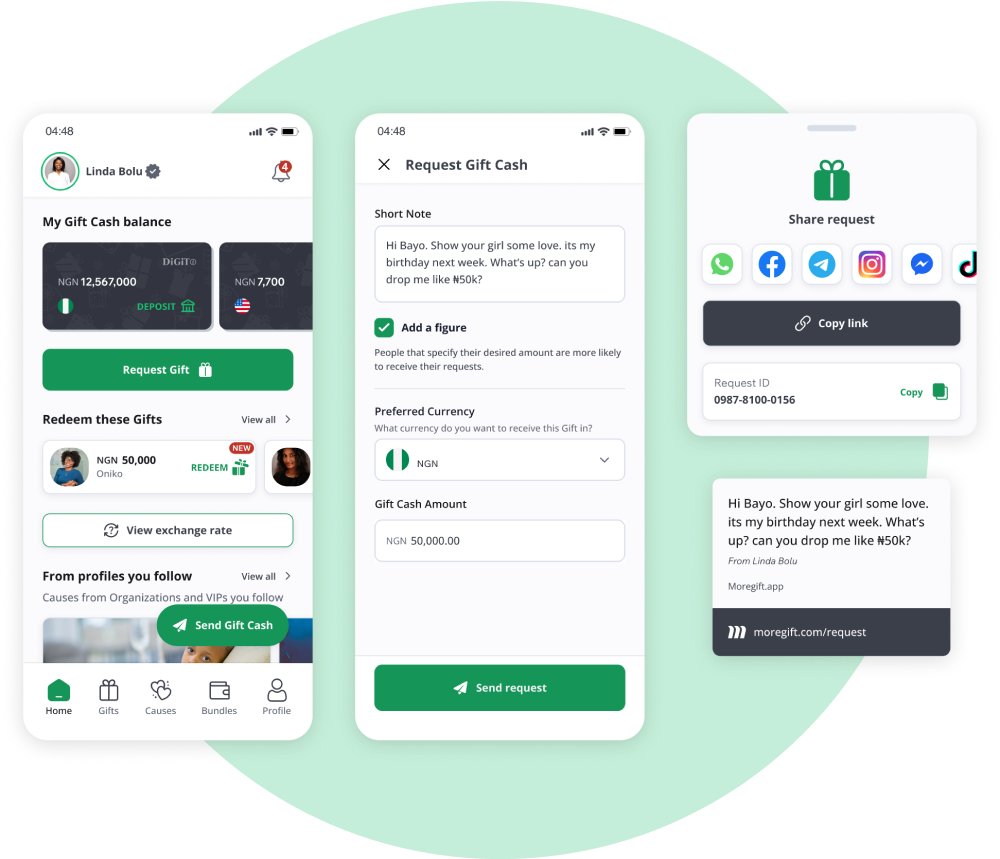 04:48
Linda Bolu
4
My Gift Cash balance
DiGiT
NGN 12,567,000
DEPOSIT
NGN 7,700
Request Gift
Redeem these Gifts
View all
NEW
NGN 50,000
Oniko
REDEEM
View exchange rate
From profiles you follow
View all
Causes from Organizations and VIPs you follow
Send Gift Cash
Home
Gifts
Causes
Bundles
Profile
04:48
Request Gift Cash
Short Note
Hi Bayo. Show your girl some love. its my
birthday next week. What's up? can you
drop me like ₦50k?
Add a figure
People that specify their desired amount are more likely
to receive their requests.
Preferred Currency
What currency do you want to receive this Gift in?
NGN
Gift Cash Amount
NGN 50,000.00
Send request
Share request
Copy link
Request ID
0987-8100-0156
Copy
Hi Bayo. Show your girl some love.
its my birthday next week. What's
up? can you drop me like ₦50k?
From Linda Bolu
Moregift.app
moregift.com/request